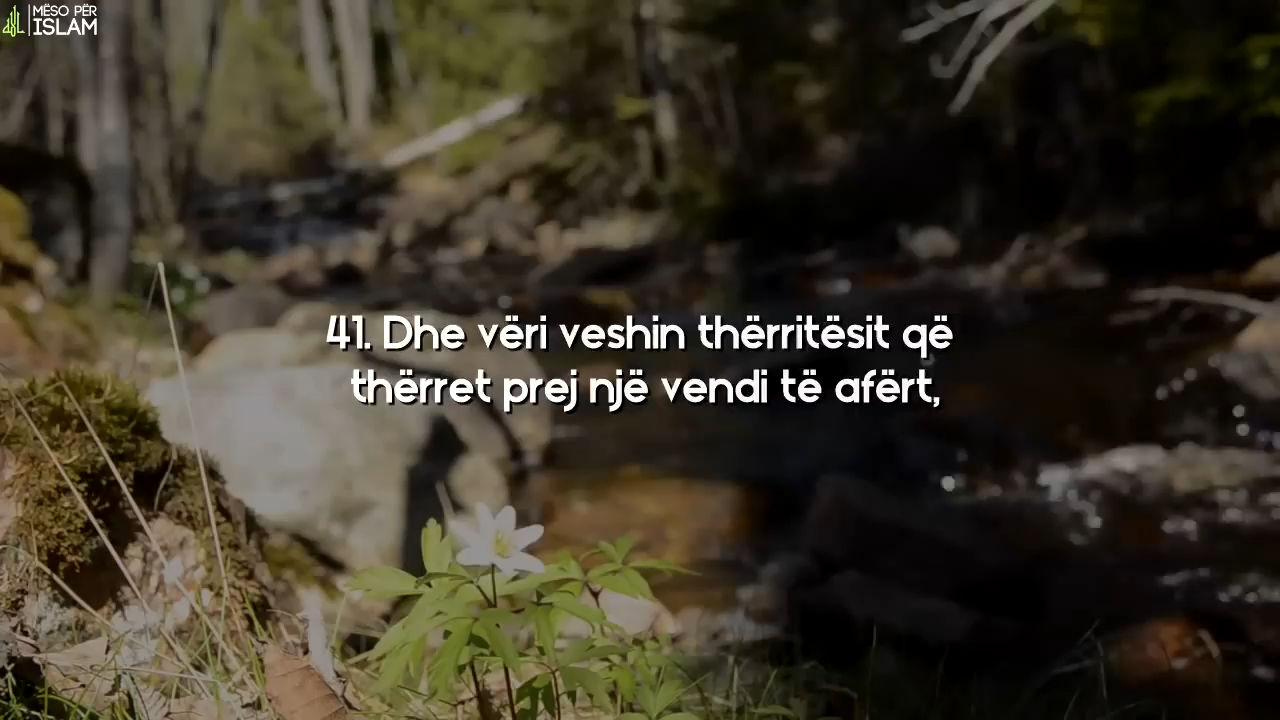 MËSO PËR
ISLAM
41. Dhe vëri veshin thërritësit që
thërret prej një vendi të afërt,